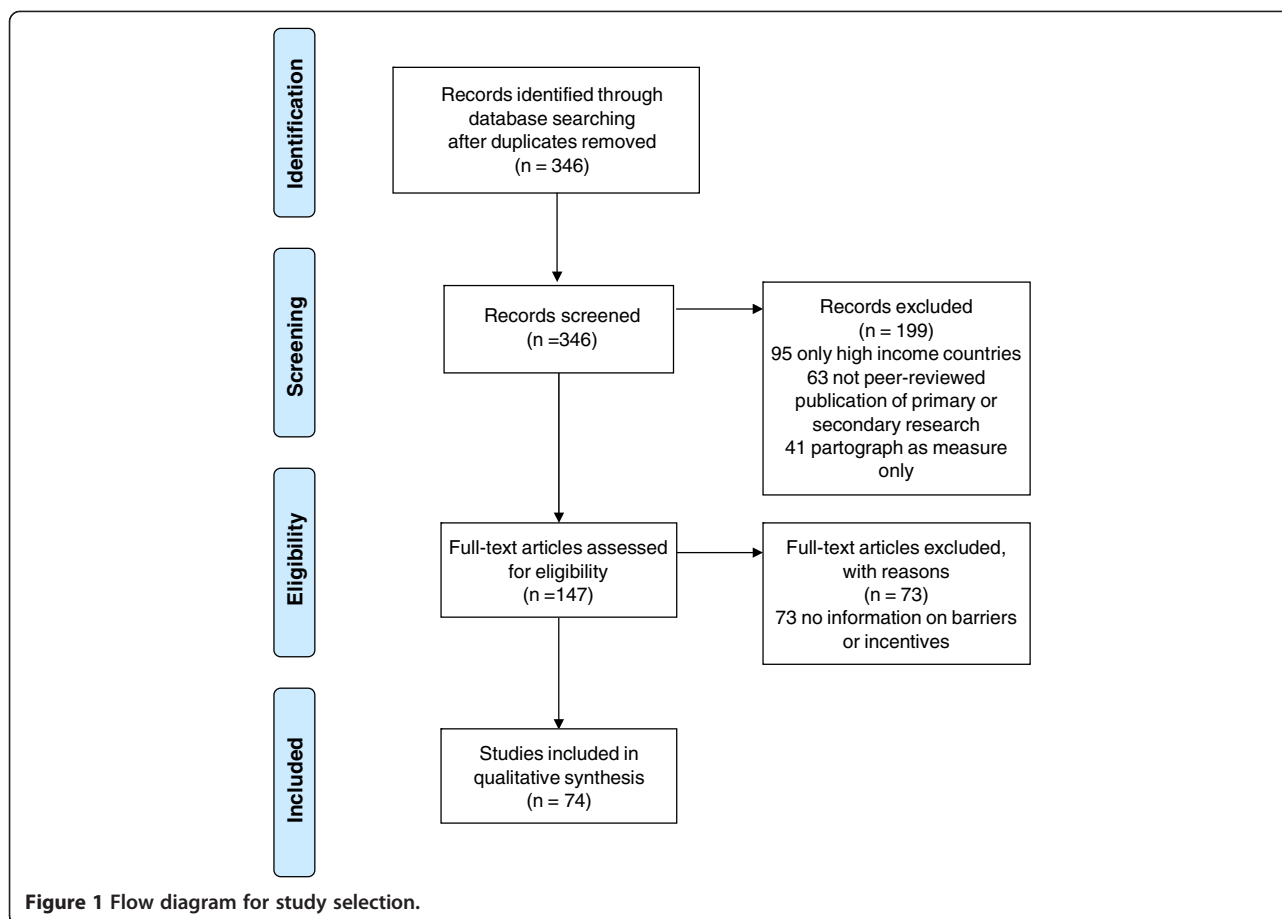 Identification
Records identified through
database searching
after duplicates removed
(n = 346)
Screening
Records screened
(n =346)
Records excluded
(n = 199)
95 only high income countries
63 not peer-reviewed
publication of primary or
secondary research
41 partograph as measure
only
Eligibility
Full-text articles assessed
for eligibility
(n =147)
Full-text articles excluded,
with reasons
(n = 73)
73 no information on barriers
or incentives
Included
Studies included in
qualitative synthesis
(n = 74)
Figure 1 Flow diagram for study selection.